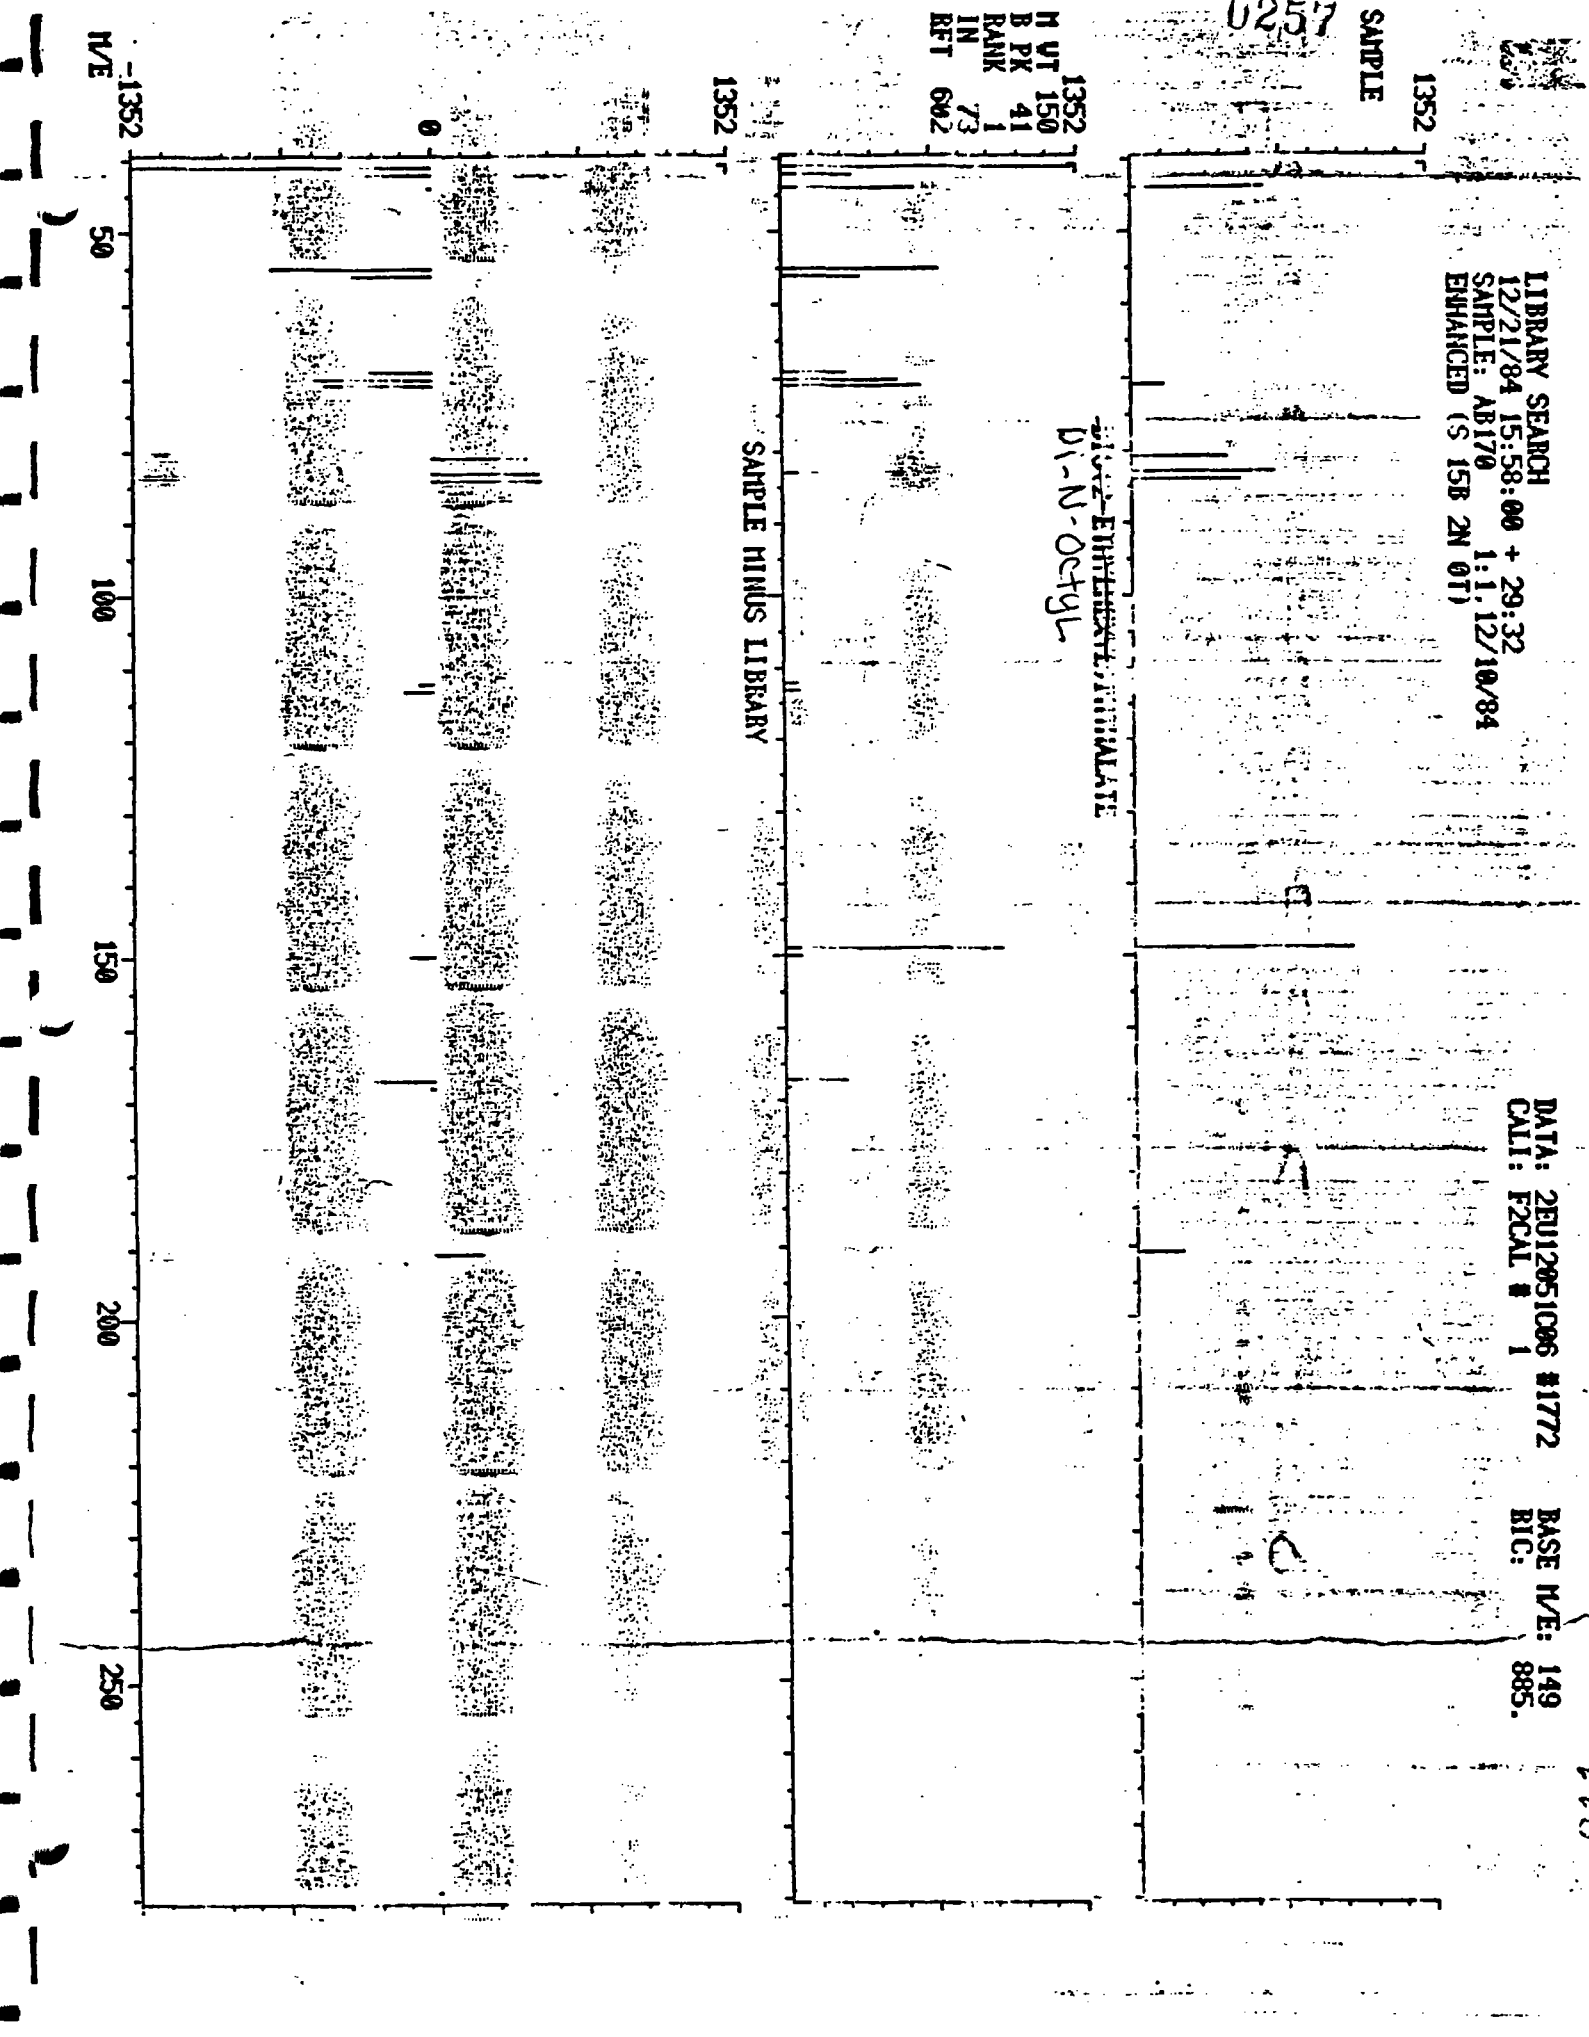 LIBRARY SEARCH
12/21/84 15:58:00 + 29:32
SAMPLE: AB170
1:1, 12/10/84
ENHANCED (S 15B 2N 0T)
DATA: 2EU12051C06 #1772
CALI: F2CAL # 1
BASE M/E: 149
RIC: 885.
1352
SAMPLE
0257
1352
M WT 150
B PK 41
RANK 1
IN 73
RFT 602
Di-N-Octyl
1352
SAMPLE MINUS LIBRARY
0
-1352
M/E
50
100
150
200
250